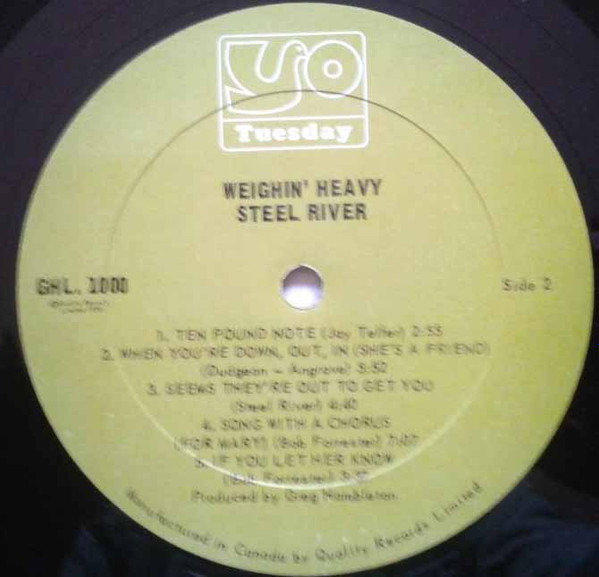 yo
Tuesday
WEIGHIN' HEAVY
STEEL RIVER
GHL. 1000
Side 2
1. TEN POUND NOTE (Jay Telfer) 2:55
2. WHEN YOU'RE DOWN, OUT, IN (SHE'S A FRIEND)
(Dudgeon - Angrove) 3:52
3. SEEMS THEY'RE OUT TO GET YOU
(Steel River) 4:40
4. SONG WITH A CHORUS
(FOR MARY) (Bob Forrester) 7:07
5. IF YOU LET HER KNOW
(Bob Forrester)
Produced by Greg Hambleton
Manufactured in Canada by Quality Records Limited